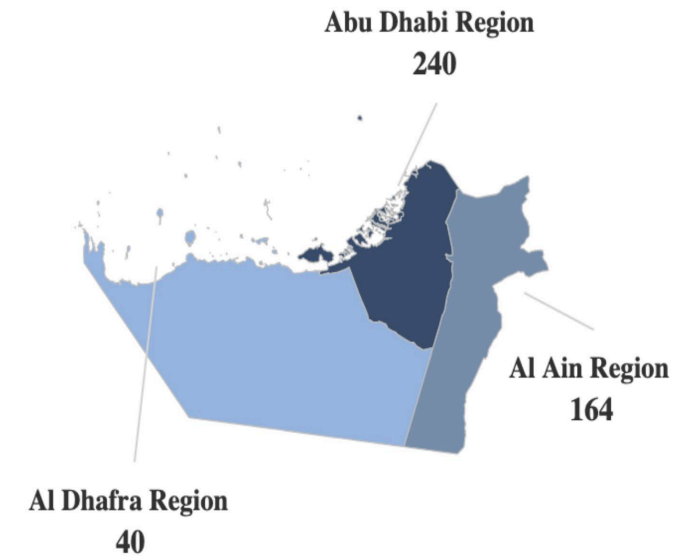 Abu Dhabi Region
240
Al Ain Region
164
Al Dhafra Region
40